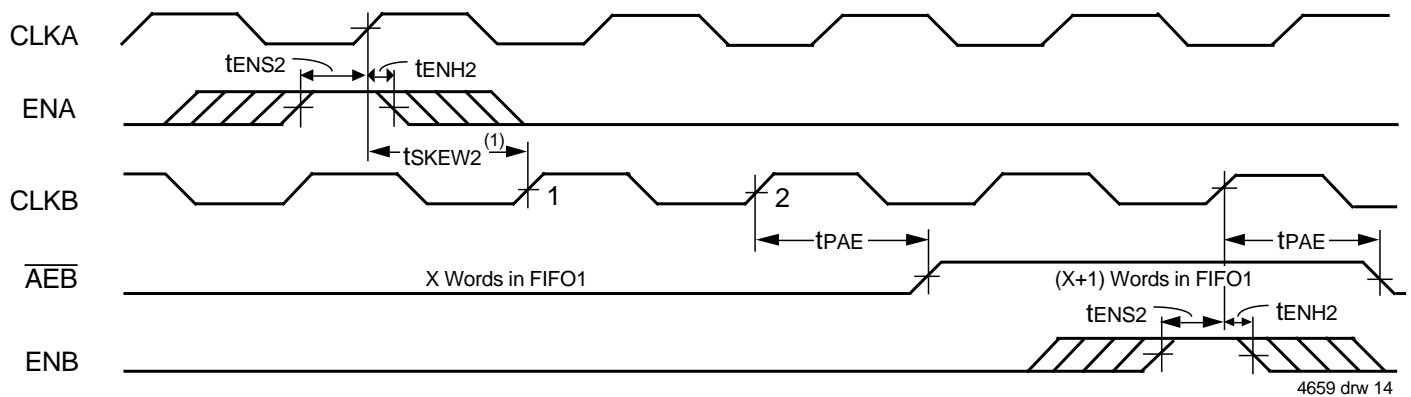 CLKA
tENS2 tENH2
ENA
tSKEW2 (1)
CLKB 1 2
tPAE tPAE
AEB X Words in FIFO1 (X+1) Words in FIFO1
tENS2 tENH2
ENB
4659 drw 14